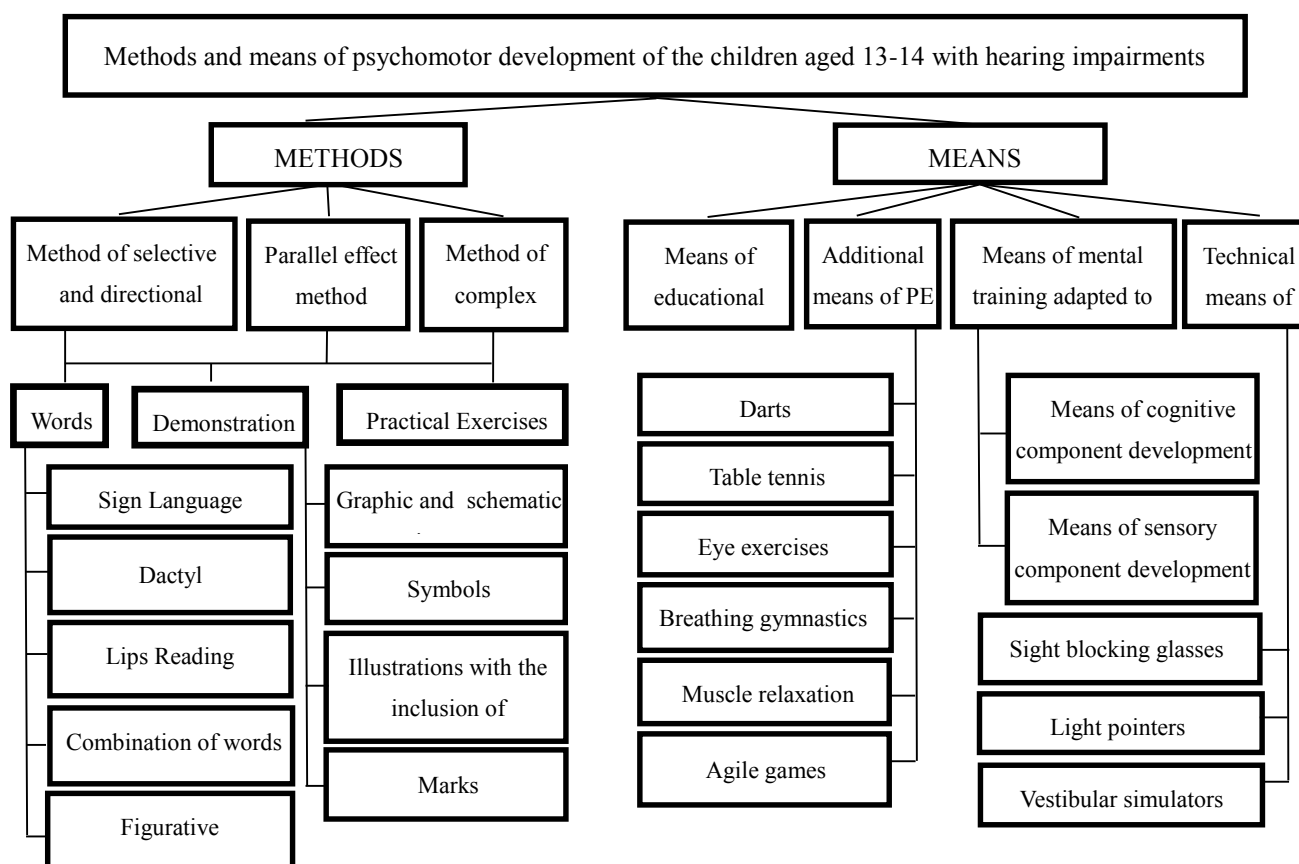 Methods and means of psychomotor development of the children aged 13-14 with hearing impairments
METHODS
MEANS
Method of selective
and directional
Parallel effect
method
Method of
complex
Means of
educational
Additional
means of PE
Means of mental
training adapted to
Technical
means of
Words
Demonstration
Practical Exercises
Sign Language
Dactyl
Lips Reading
Combination of words
Figurative
Graphic and schematic
Symbols
Illustrations with the
inclusion of
Marks
Darts
Table tennis
Eye exercises
Breathing gymnastics
Muscle relaxation
Agile games
Means of cognitive
component development
Means of sensory
component development
Sight blocking glasses
Light pointers
Vestibular simulators